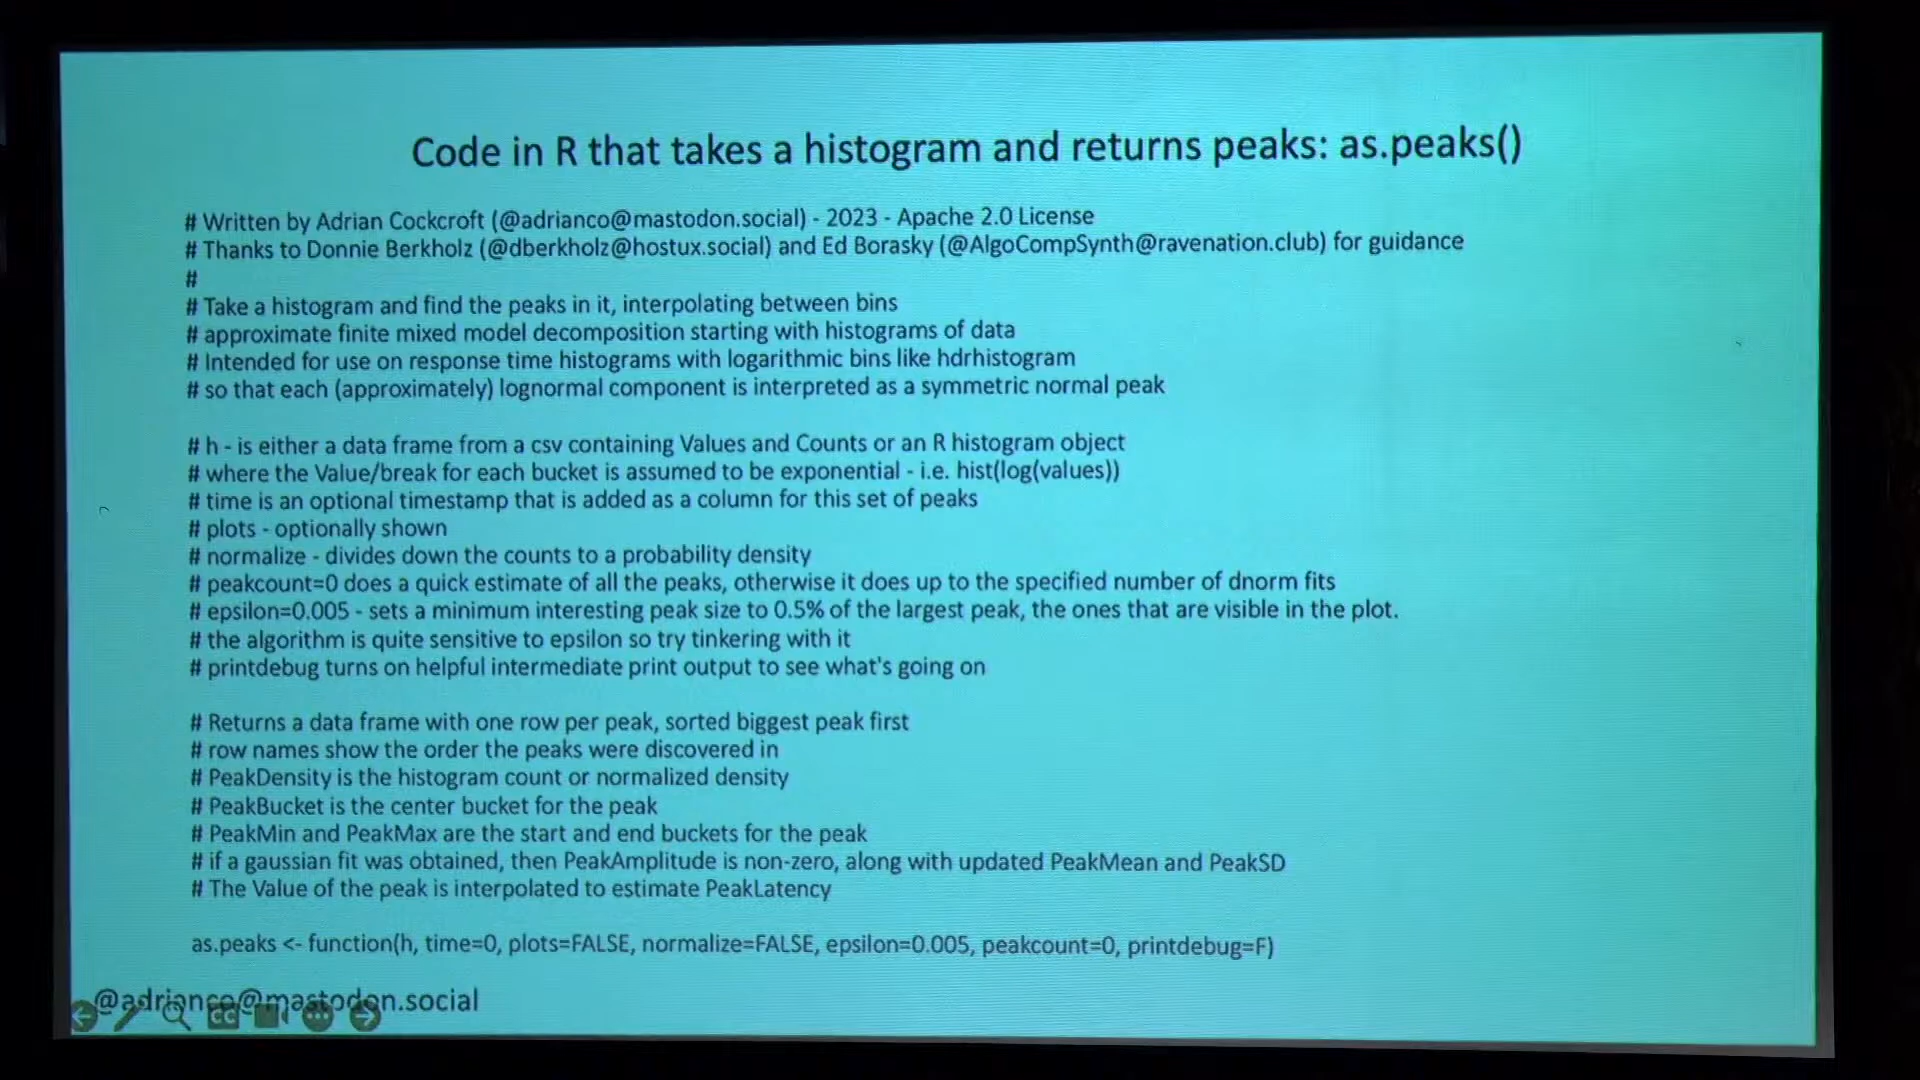 Code in R that takes a histogram and returns peaks: as.peaks()
# Written by Adrian Cockcroft (@adrianco@mastodon.social) - 2023 - Apache 2.0 License
# Thanks to Donnie Berkholz (@dberkholz@hostux.social) and Ed Borasky (@AlgoCompSynth@ravenation.club) for guidance
#
# Take a histogram and find the peaks in it, interpolating between bins
# approximate finite mixed model decomposition starting with histograms of data
# Intended for use on response time histograms with logarithmic bins like hdrhistogram
# so that each (approximately) lognormal component is interpreted as a symmetric normal peak
# h - is either a data frame from a csv containing Values and Counts or an R histogram object
# where the Value/break for each bucket is assumed to be exponential - i.e. hist(log(values))
# time is an optional timestamp that is added as a column for this set of peaks
# plots - optionally shown
# normalize - divides down the counts to a probability density
# peakcount=0 does a quick estimate of all the peaks, otherwise it does up to the specified number of dnorm fits
# epsilon=0.005 - sets a minimum interesting peak size to 0.5% of the largest peak, the ones that are visible in the plot.
# the algorithm is quite sensitive to epsilon so try tinkering with it
# printdebug turns on helpful intermediate print output to see what's going on
# Returns a data frame with one row per peak, sorted biggest peak first
# row names show the order the peaks were discovered in
# PeakDensity is the histogram count or normalized density
# PeakBucket is the center bucket for the peak
# PeakMin and PeakMax are the start and end buckets for the peak
# if a gaussian fit was obtained, then PeakAmplitude is non-zero, along with updated PeakMean and PeakSD
# The Value of the peak is interpolated to estimate PeakLatency
as.peaks <- function(h, time=0, plots=FALSE, normalize=FALSE, epsilon=0.005, peakcount=0, printdebug=F)
@adrianco@mastodon.social
CC